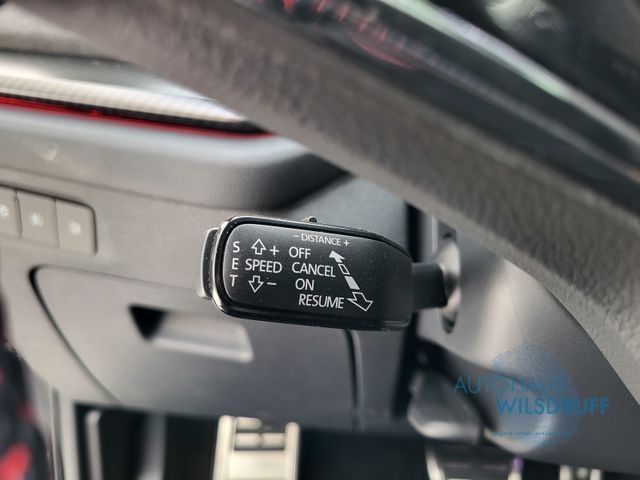 − DISTANCE +
S + OFF
E SPEED CANCEL
T − ON
RESUME
AUTOHAUS
WILSDRUFF